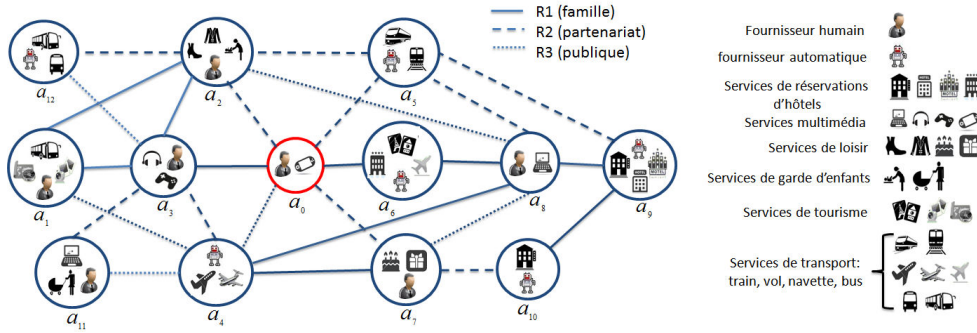 R1 (famille)
R2 (partenariat)
R3 (publique)
a12
a2
a5
a1
a3
a0
a6
a8
a9
a11
a4
a7
a10
Fournisseur humain
fournisseur automatique
Services de réservations
d'hôtels
Services multimédia
Services de loisir
Services de garde d'enfants
Services de tourisme
Services de transport:
train, vol, navette, bus